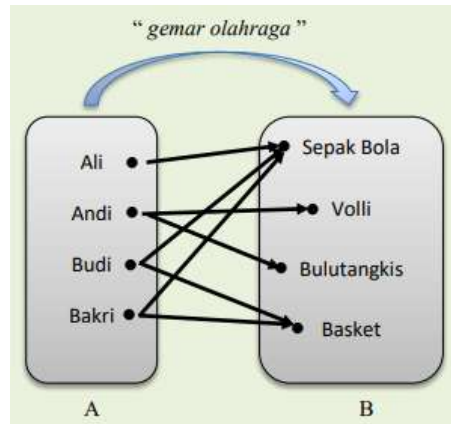 “ gemar olahraga ”
Ali
Andi
Budi
Bakri
Sepak Bola
Volli
Bulutangkis
Basket
A
B